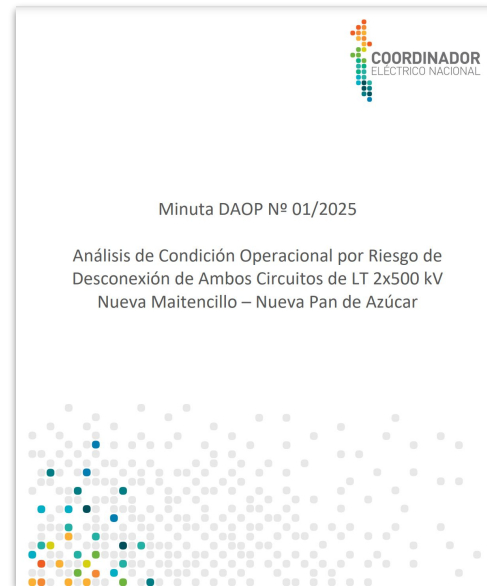 COORDINADOR
ELÉCTRICO NACIONAL
Minuta DAOP Nº 01/2025
Análisis de Condición Operacional por Riesgo de
Desconexión de Ambos Circuitos de LT 2x500 kV
Nueva Maitencillo – Nueva Pan de Azúcar